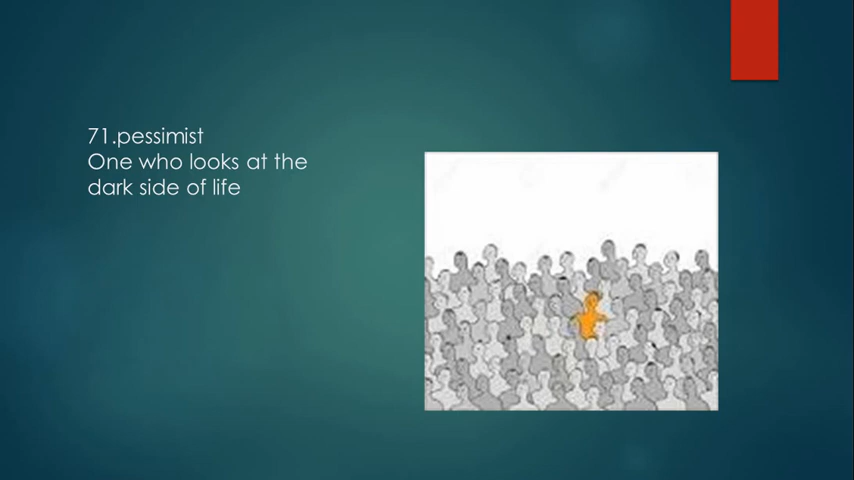 71.pessimist
One who looks at the
dark side of life